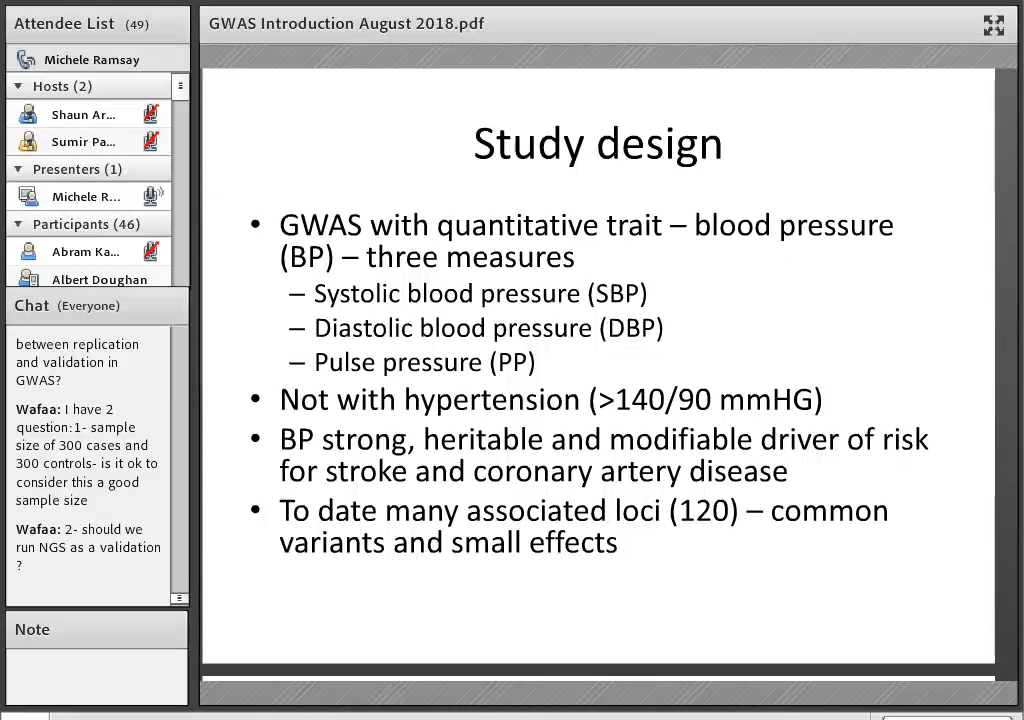 Attendee List (49)
Michele Ramsay
Hosts (2)
Shaun Ar...
Sumir Pa...
Presenters (1)
Michele R...
Participants (46)
Abram Ka...
Albert Doughan
Chat (Everyone)
between replication
and validation in
GWAS?
Wafaa: I have 2
question:1- sample
size of 300 cases and
300 controls- is it ok to
consider this a good
sample size
Wafaa: 2- should we
run NGS as a validation
?
Note
GWAS Introduction August 2018.pdf
Study design
• GWAS with quantitative trait – blood pressure
(BP) – three measures
– Systolic blood pressure (SBP)
– Diastolic blood pressure (DBP)
– Pulse pressure (PP)
• Not with hypertension (>140/90 mmHG)
• BP strong, heritable and modifiable driver of risk
for stroke and coronary artery disease
• To date many associated loci (120) – common
variants and small effects